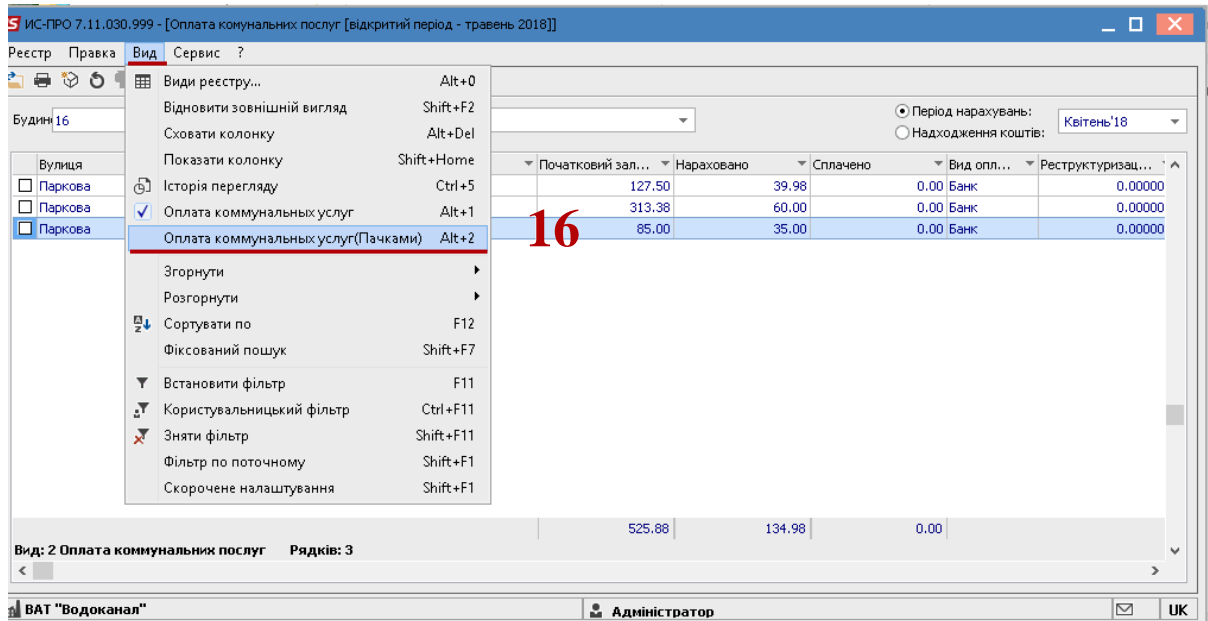 ИС-ПРО 7.11.030.999 - [Оплата комунальних послуг [відкритий період - травень 2018]]
Реєстр Правка Вид Сервис ?
Види реєстру... Alt+0
Відновити зовнішній вигляд Shift+F2
Сховати колонку Alt+Del
Показати колонку Shift+Home
Історія перегляду Ctrl+5
Оплата коммунальных услуг Alt+1
Оплата коммунальных услуг(Пачками) Alt+2
Згорнути
Розгорнути
Сортувати по F12
Фіксований пошук Shift+F7
Встановити фільтр F11
Користувальницький фільтр Ctrl+F11
Зняти фільтр Shift+F11
Фільтр по поточному Shift+F1
Скорочене налаштування Shift+F1
16
Будин 16
Період нарахувань:
Надходження коштів:
Квітень'18
Вулиця Початковий зал... Нараховано Сплачено Вид опл... Реструктуризац...
Паркова 127.50 39.98 0.00 Банк 0.00000
Паркова 313.38 60.00 0.00 Банк 0.00000
Паркова 85.00 35.00 0.00 Банк 0.00000
525.88 134.98 0.00
Вид: 2 Оплата коммунальних послуг Рядків: 3
ВАТ "Водоканал" Адміністратор UK